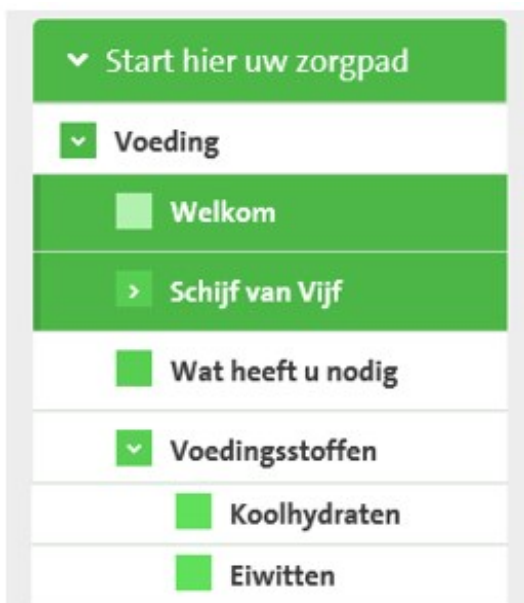 Start hier uw zorgpad
Voeding
Welkom
Schijf van Vijf
Wat heeft u nodig
Voedingsstoffen
Koolhydraten
Eiwitten